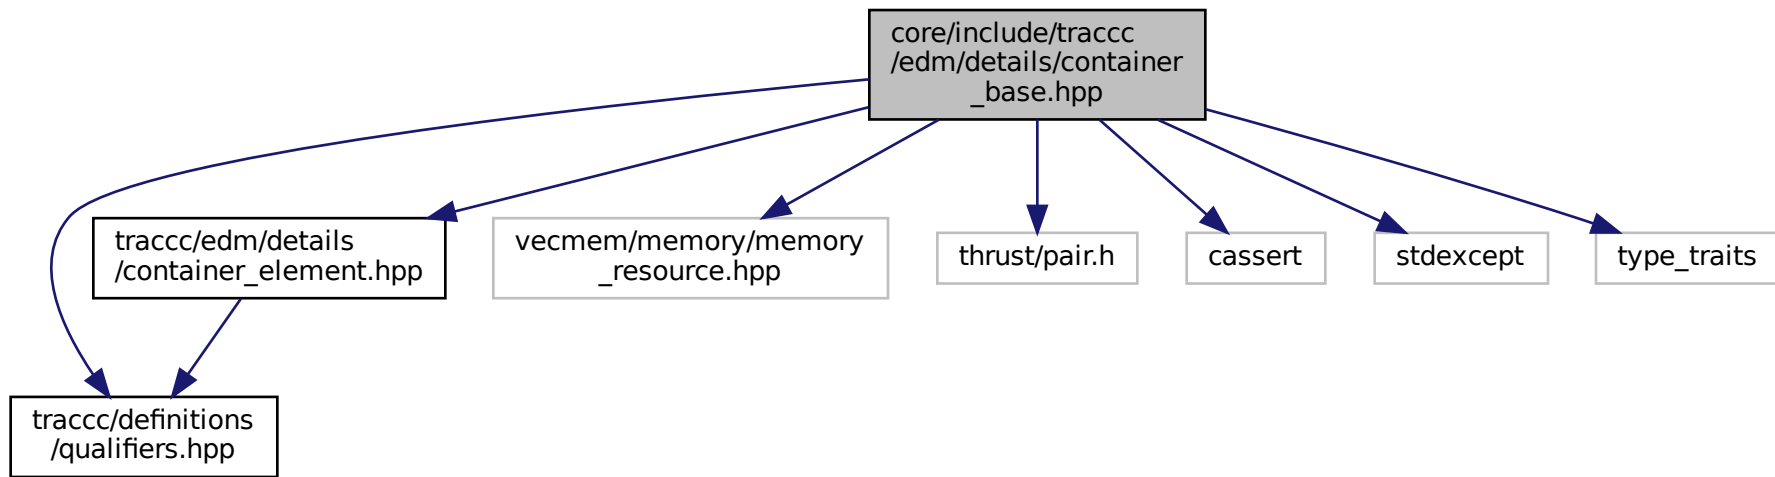 core/include/traccc
/edm/details/container
_base.hpp
traccc/edm/details
/container_element.hpp
vecmem/memory/memory
_resource.hpp
thrust/pair.h
cassert
stdexcept
type_traits
traccc/definitions
/qualifiers.hpp